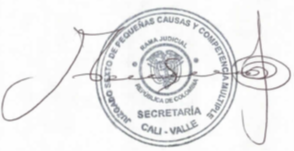 JUZGADO SEXTO DE PEQUEÑAS CAUSAS Y COMPETENCIA MULTIPLE
RAMA JUDICIAL
REPUBLICA DE COLOMBIA
SECRETARÍA
CALI - VALLE